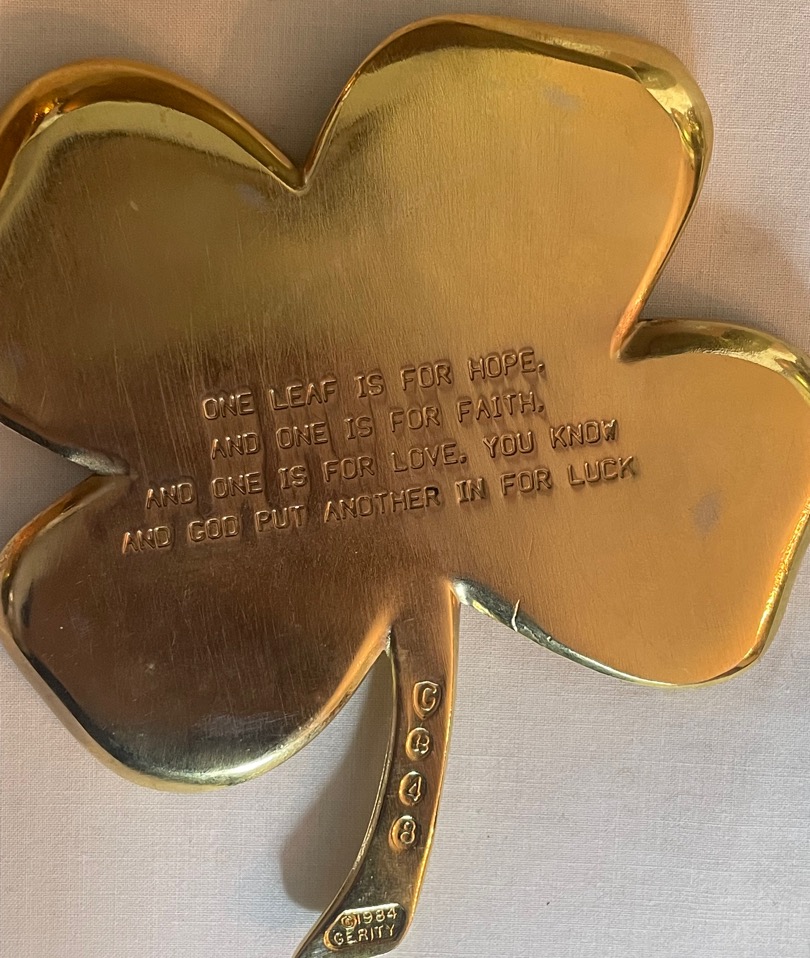 ONE LEAF IS FOR HOPE,
AND ONE IS FOR FAITH,
AND ONE IS FOR LOVE, YOU KNOW
AND GOD PUT ANOTHER IN FOR LUCK
G
4
8
©1984
GERITY